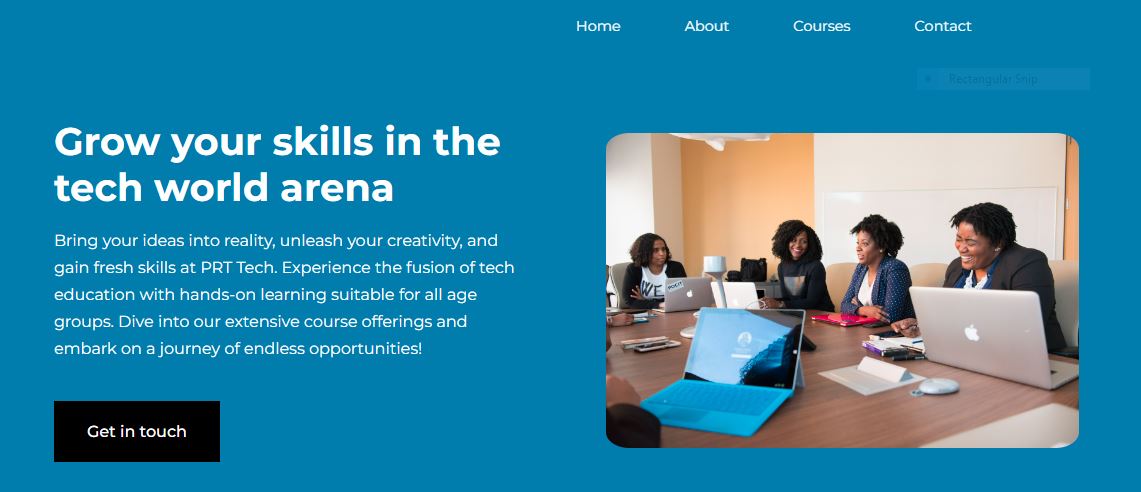 Home About Courses Contact
Rectangular Snip
Grow your skills in the
tech world arena
Bring your ideas into reality, unleash your creativity, and
gain fresh skills at PRT Tech. Experience the fusion of tech
education with hands-on learning suitable for all age
groups. Dive into our extensive course offerings and
embark on a journey of endless opportunities!
Get in touch
WE